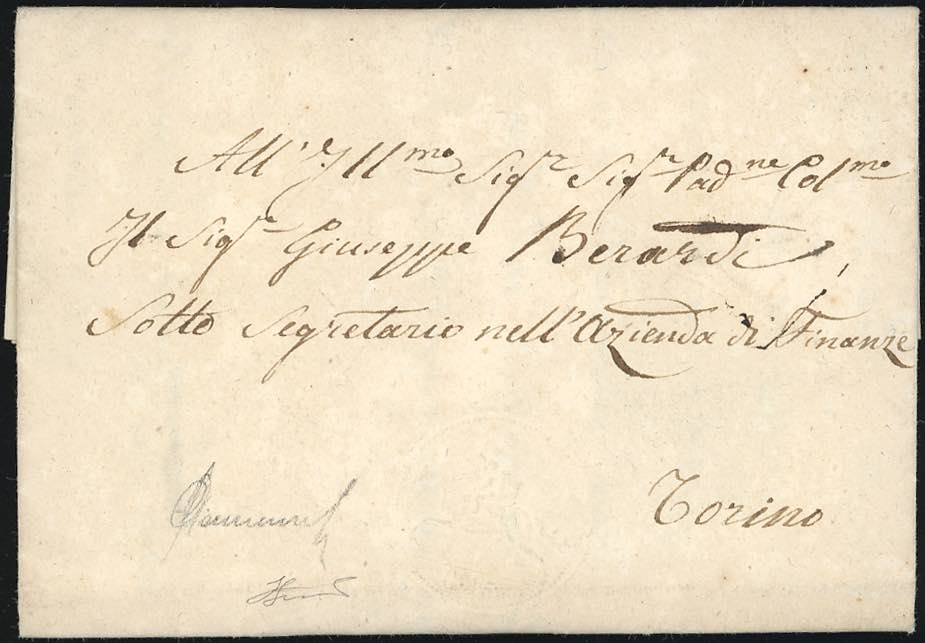 All' Ill.mo Sig.r Sig.r Pad.ne Col.mo
Il Sig.r Giuseppe Berardi,
Sotto Segretario nell'Azienda di Finanze
Torino